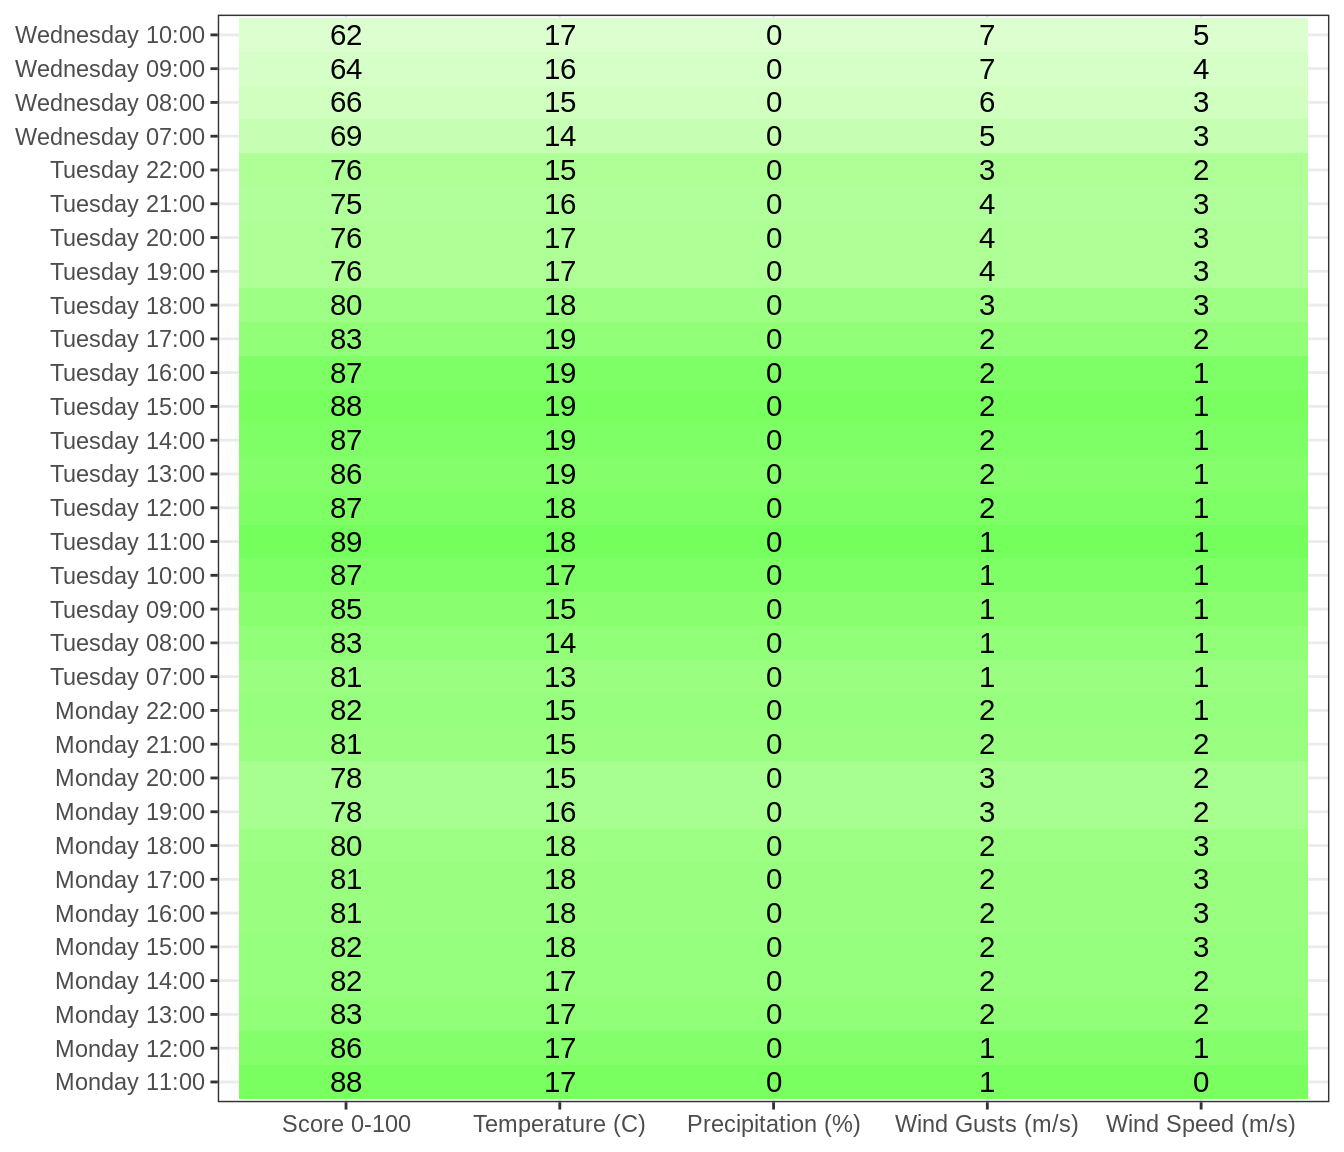 Wednesday 10:00 62 17 0 7 5
Wednesday 09:00 64 16 0 7 4
Wednesday 08:00 66 15 0 6 3
Wednesday 07:00 69 14 0 5 3
Tuesday 22:00 76 15 0 3 2
Tuesday 21:00 75 16 0 4 3
Tuesday 20:00 76 17 0 4 3
Tuesday 19:00 76 17 0 4 3
Tuesday 18:00 80 18 0 3 3
Tuesday 17:00 83 19 0 2 2
Tuesday 16:00 87 19 0 2 1
Tuesday 15:00 88 19 0 2 1
Tuesday 14:00 87 19 0 2 1
Tuesday 13:00 86 19 0 2 1
Tuesday 12:00 87 18 0 2 1
Tuesday 11:00 89 18 0 1 1
Tuesday 10:00 87 17 0 1 1
Tuesday 09:00 85 15 0 1 1
Tuesday 08:00 83 14 0 1 1
Tuesday 07:00 81 13 0 1 1
Monday 22:00 82 15 0 2 1
Monday 21:00 81 15 0 2 2
Monday 20:00 78 15 0 3 2
Monday 19:00 78 16 0 3 2
Monday 18:00 80 18 0 2 3
Monday 17:00 81 18 0 2 3
Monday 16:00 81 18 0 2 3
Monday 15:00 82 18 0 2 3
Monday 14:00 82 17 0 2 2
Monday 13:00 83 17 0 2 2
Monday 12:00 86 17 0 1 1
Monday 11:00 88 17 0 1 0
Score 0-100 Temperature (C) Precipitation (%) Wind Gusts (m/s) Wind Speed (m/s)